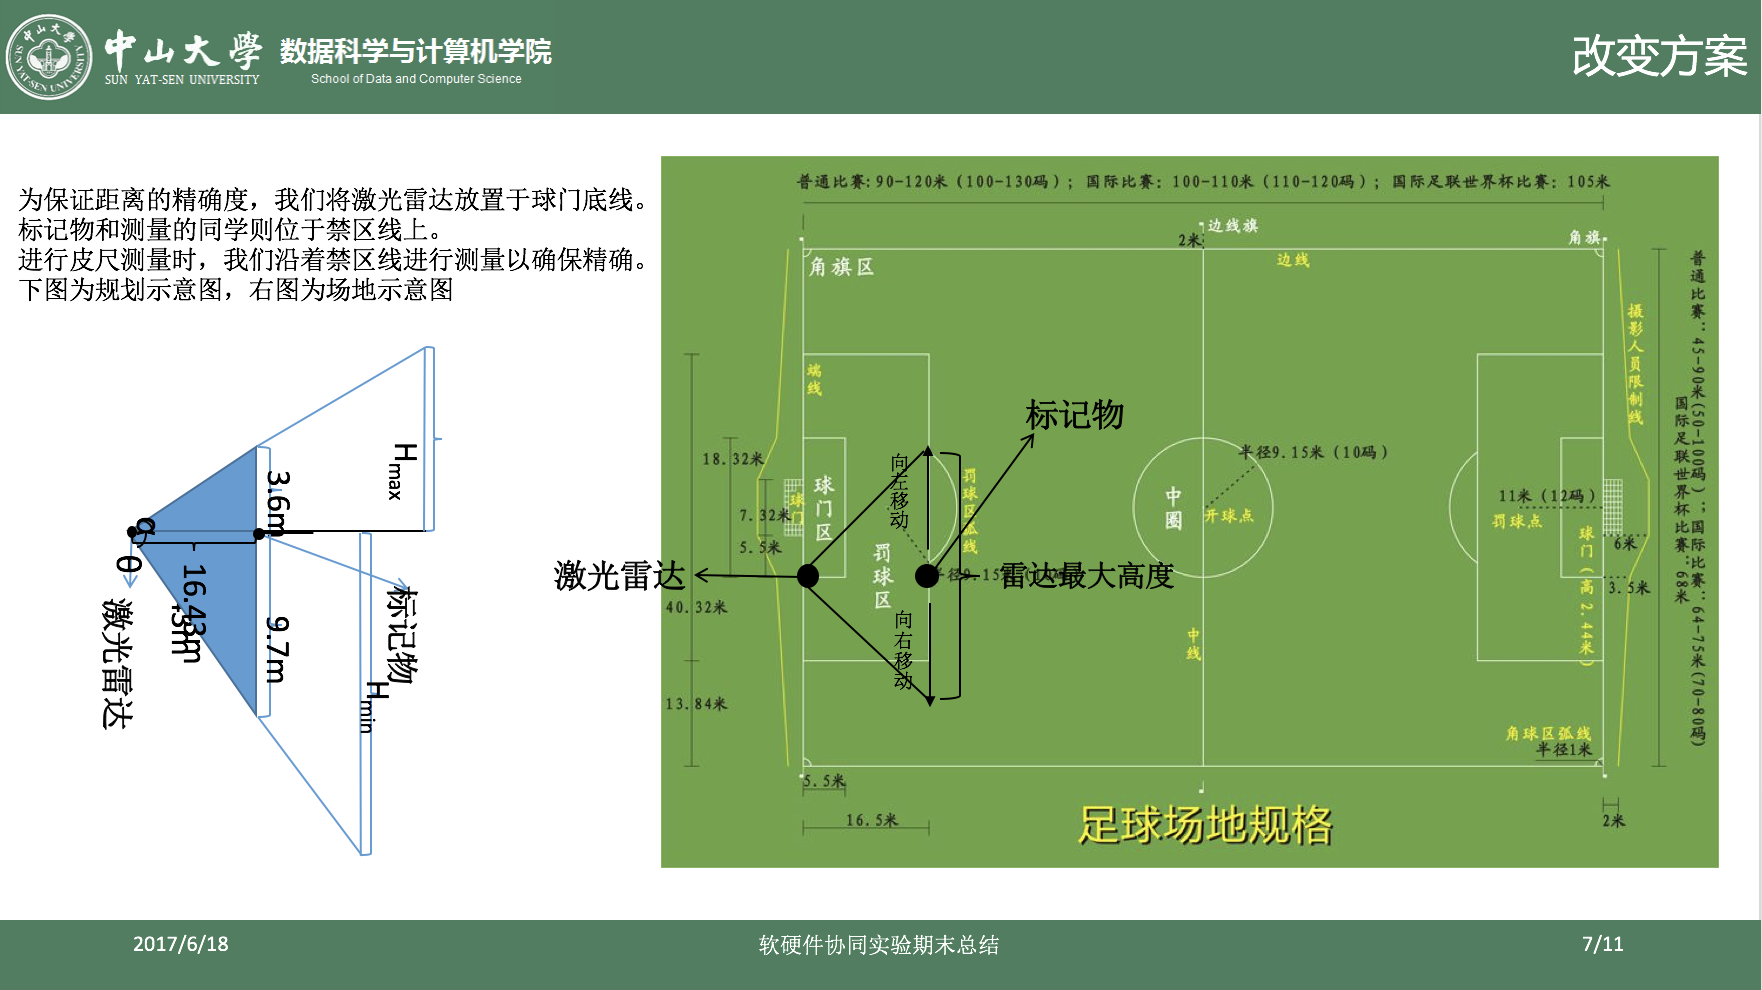 中山大學
SUN YAT-SEN UNIVERSITY
数据科学与计算机学院
School of Data and Computer Science
改变方案
为保证距离的精确度，我们将激光雷达放置于球门底线。
标记物和测量的同学则位于禁区线上。
进行皮尺测量时，我们沿着禁区线进行测量以确保精确。
下图为规划示意图，右图为场地示意图
Hmax
3.6m
α
θ
16.43m
9.7m
激光雷达
标记物
Hmin
普通比赛: 90-120米 (100-130码) ; 国际比赛: 100-110米 (110-120码) ; 国际足联世界杯比赛: 105米
边线旗
2米
角旗
角旗区
边线
端线
摄影人员限制线
普通比赛: 45-90米(50-100码); 国际比赛: 64-75米(70-80码)
国际足联世界杯比赛: 68米
标记物
18.32米
7.32米
5.5米
40.32米
13.84米
球门
球门区
向左移动
罚球区弧线
罚球区
半径9.15米
激光雷达
雷达最大高度
向右移动
中圈
开球点
半径9.15米 (10码)
中线
11米 (12码)
罚球点
球门(高2.44米)
6米
3.5米
角球区弧线
半径1米
5.5米
16.5米
2米
足球场地规格
2017/6/18
软硬件协同实验期末总结
7/11